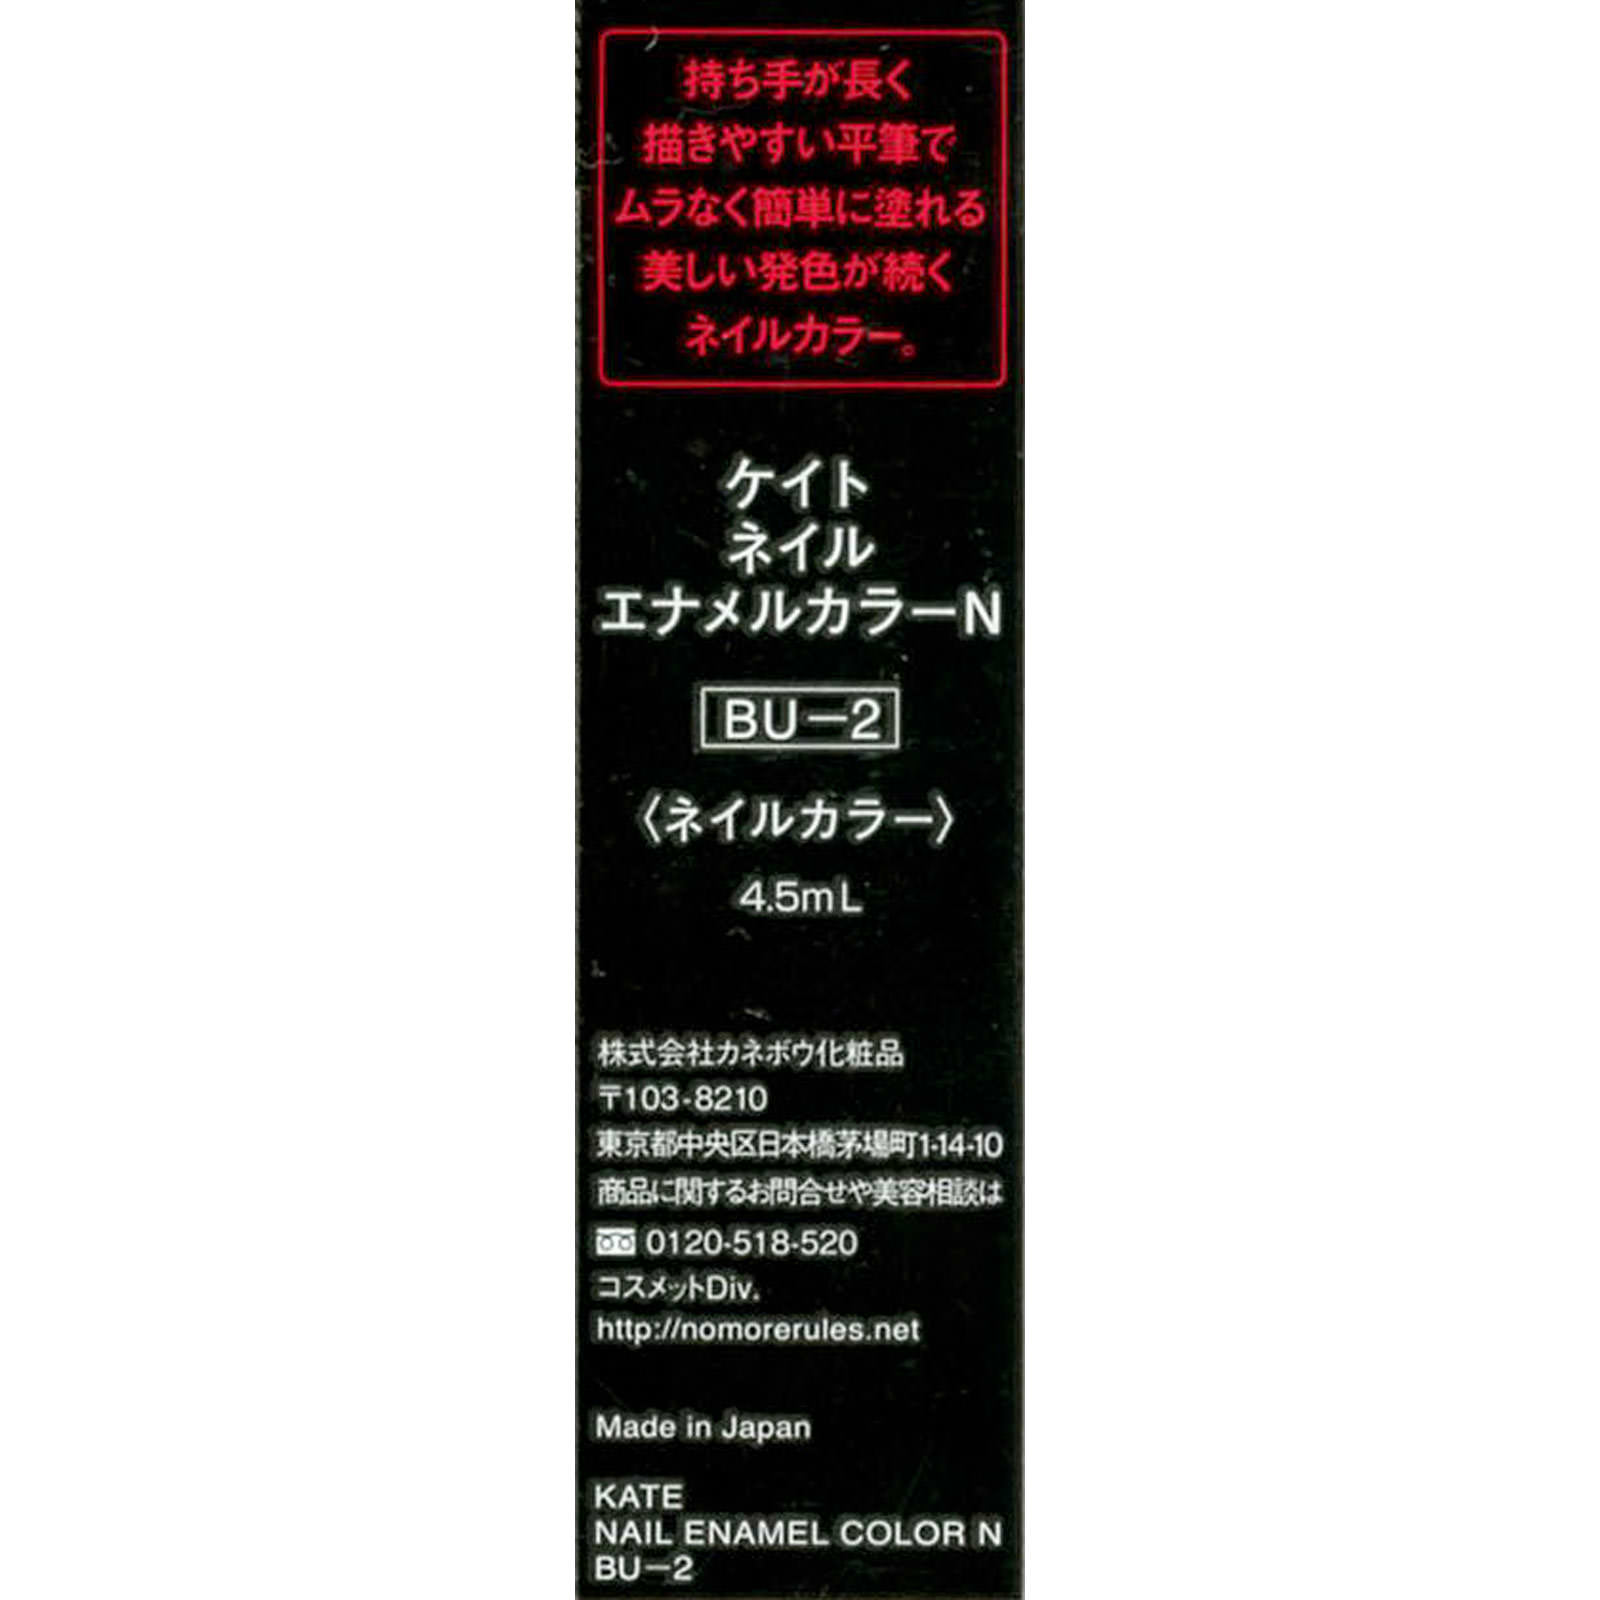 持ち手が長く
描きやすい平筆で
ムラなく簡単に塗れる
美しい発色が続く
ネイルカラー。
ケイト
ネイル
エナメルカラーN
BU－2
〈ネイルカラー〉
4.5mL
株式会社カネボウ化粧品
〒103-8210
東京都中央区日本橋茅場町1-14-10
商品に関するお問合せや美容相談は
0120-518-520
コスメットDiv.
http://nomorerules.net
Made in Japan
KATE
NAIL ENAMEL COLOR N
BU－2